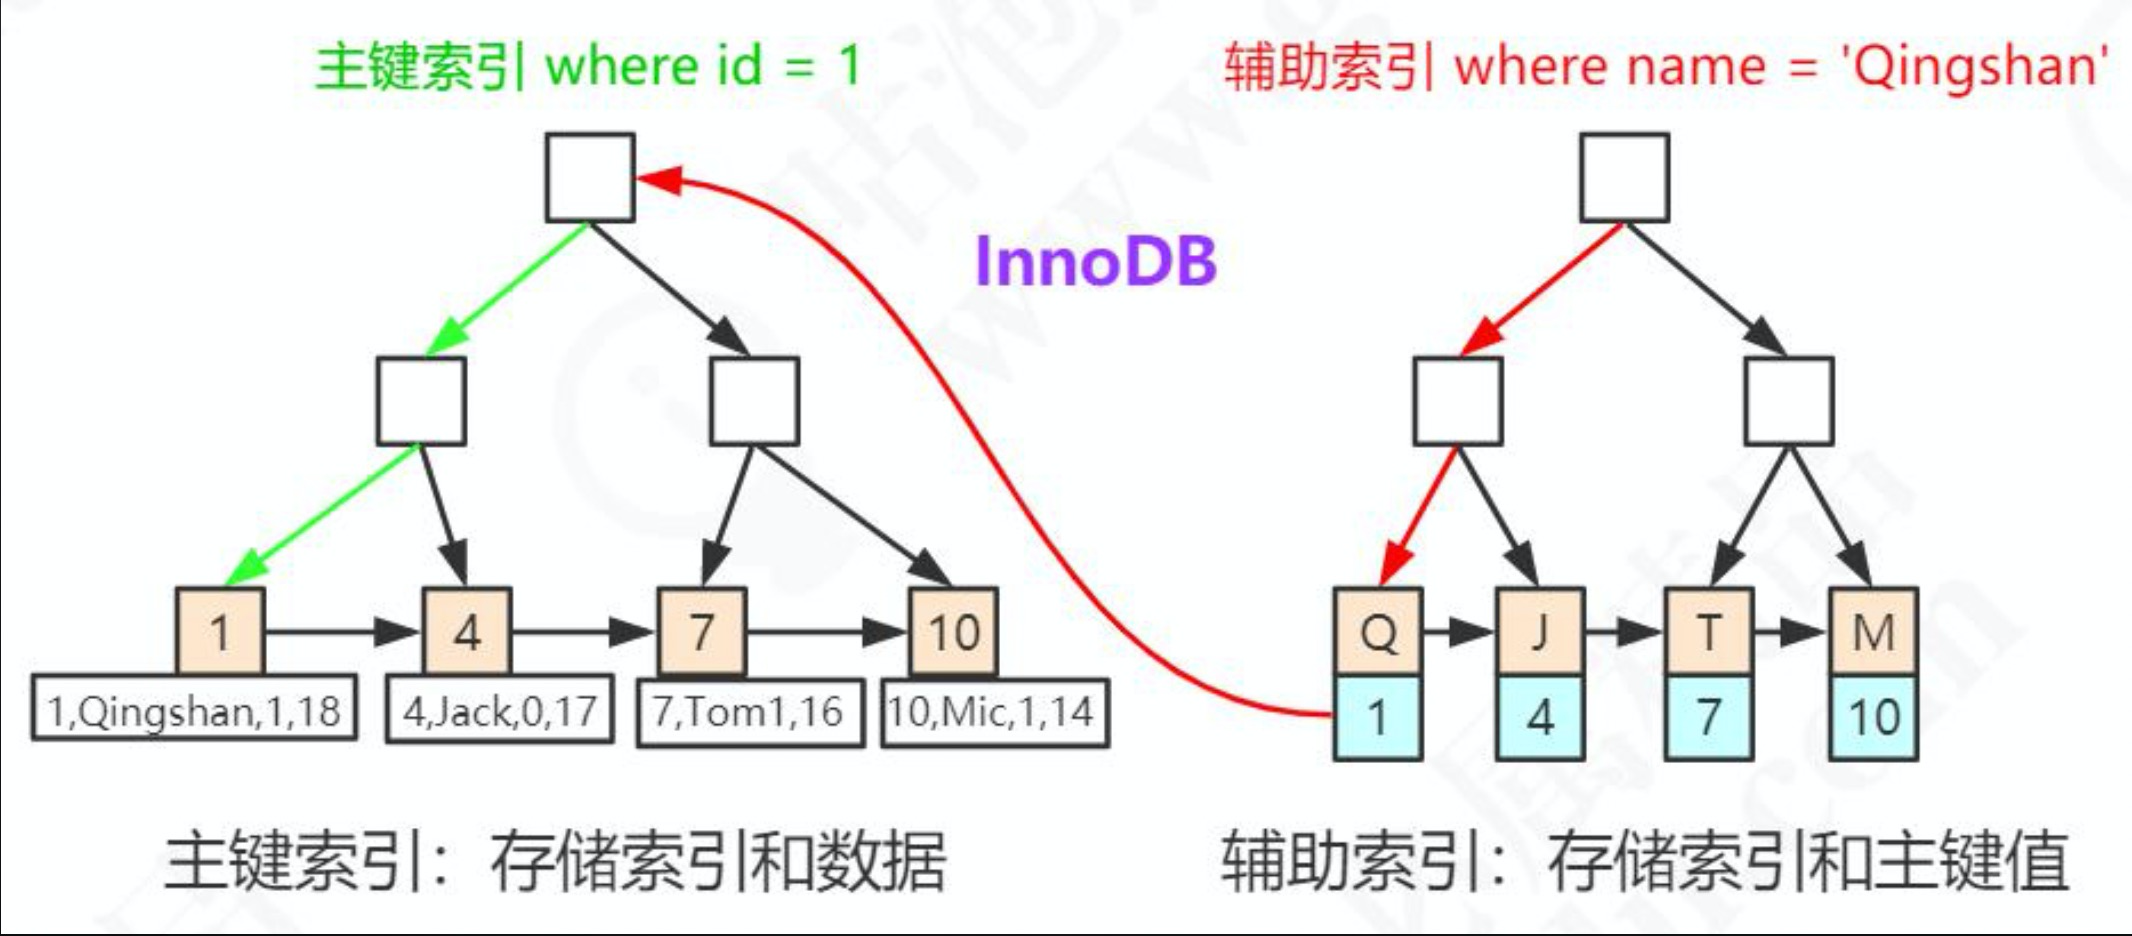 主键索引 where id = 1
辅助索引 where name = 'Qingshan'
InnoDB
1
4
7
10
1,Qingshan,1,18
4,Jack,0,17
7,Tom1,16
10,Mic,1,14
Q
J
T
M
1
4
7
10
主键索引：存储索引和数据
辅助索引：存储索引和主键值